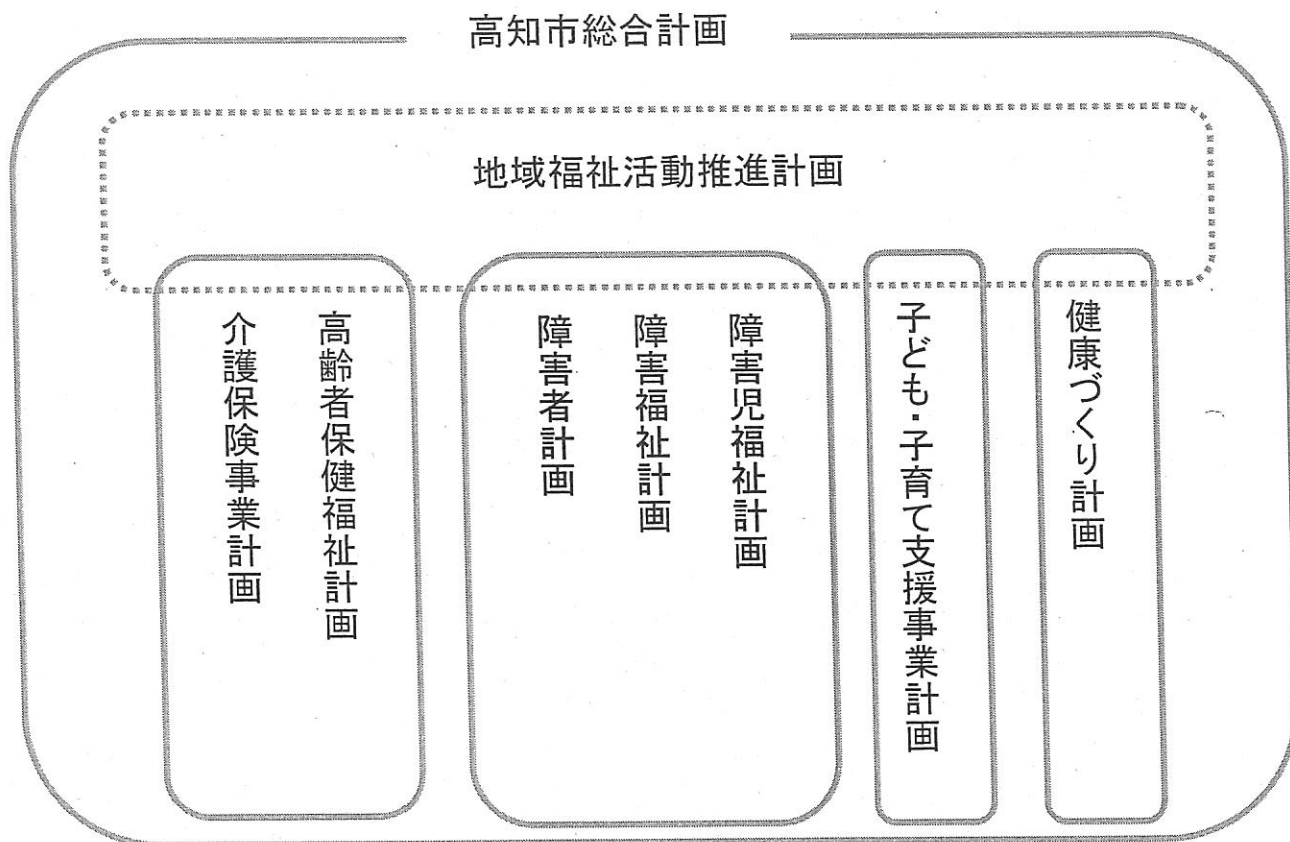 高知市総合計画
地域福祉活動推進計画
介護保険事業計画
高齢者保健福祉計画
障害者計画
障害福祉計画
障害児福祉計画
子ども・子育て支援事業計画
健康づくり計画